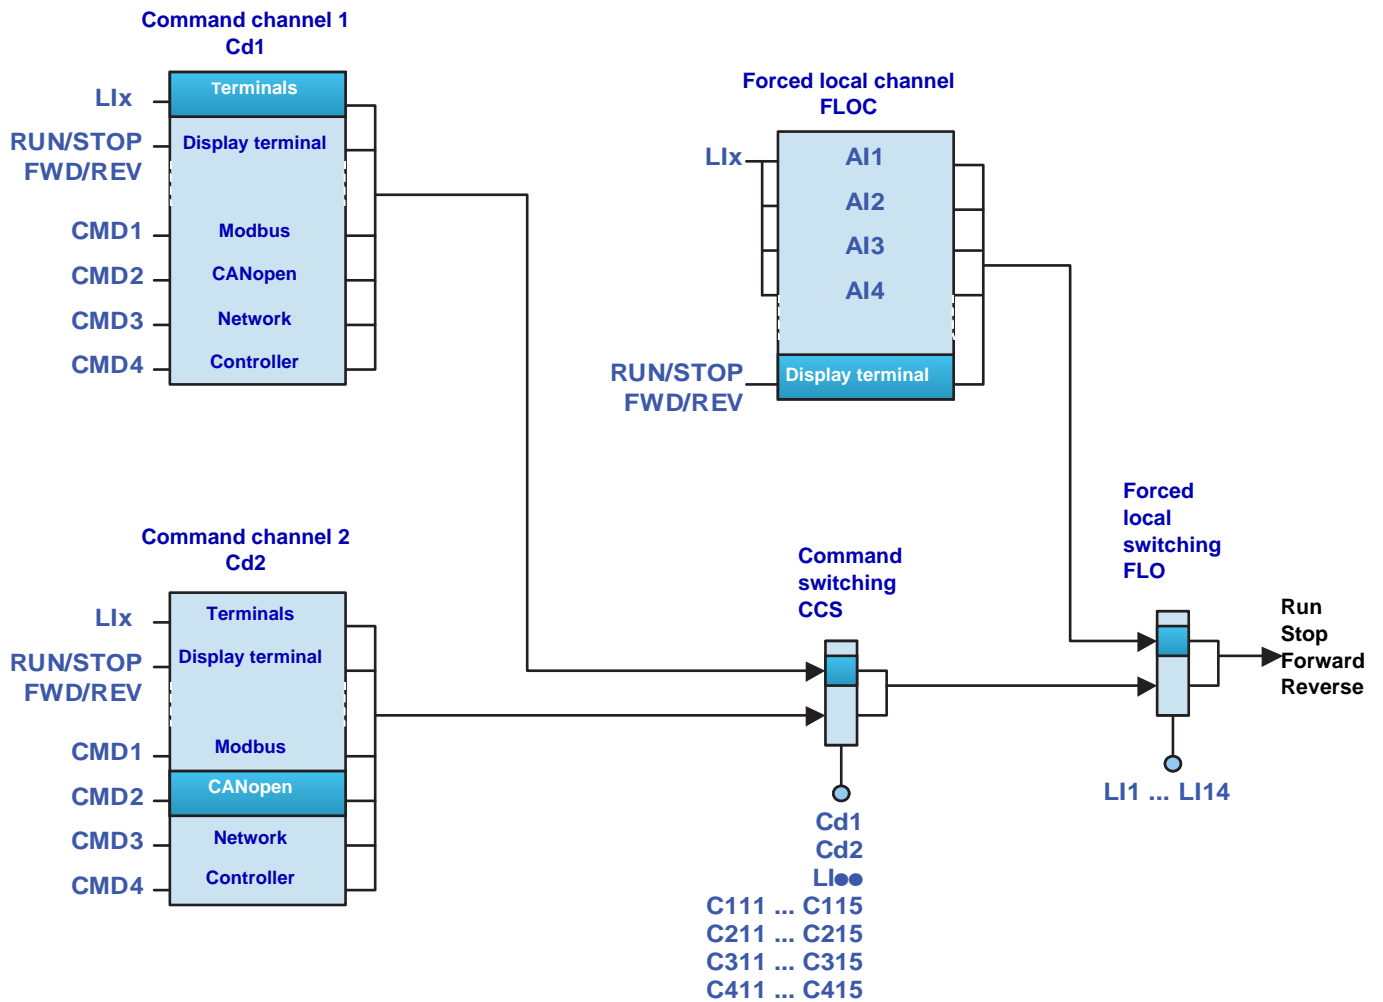 Command channel 1
Cd1
LIx
Terminals
RUN/STOP
FWD/REV
Display terminal
CMD1
Modbus
CMD2
CANopen
CMD3
Network
CMD4
Controller
Forced local channel
FLOC
LIx
AI1
AI2
AI3
AI4
RUN/STOP
FWD/REV
Display terminal
Command channel 2
Cd2
LIx
Terminals
RUN/STOP
FWD/REV
Display terminal
CMD1
Modbus
CMD2
CANopen
CMD3
Network
CMD4
Controller
Command
switching
CCS
Cd1
Cd2
LI●●
C111 ... C115
C211 ... C215
C311 ... C315
C411 ... C415
Forced
local
switching
FLO
LI1 ... LI14
Run
Stop
Forward
Reverse